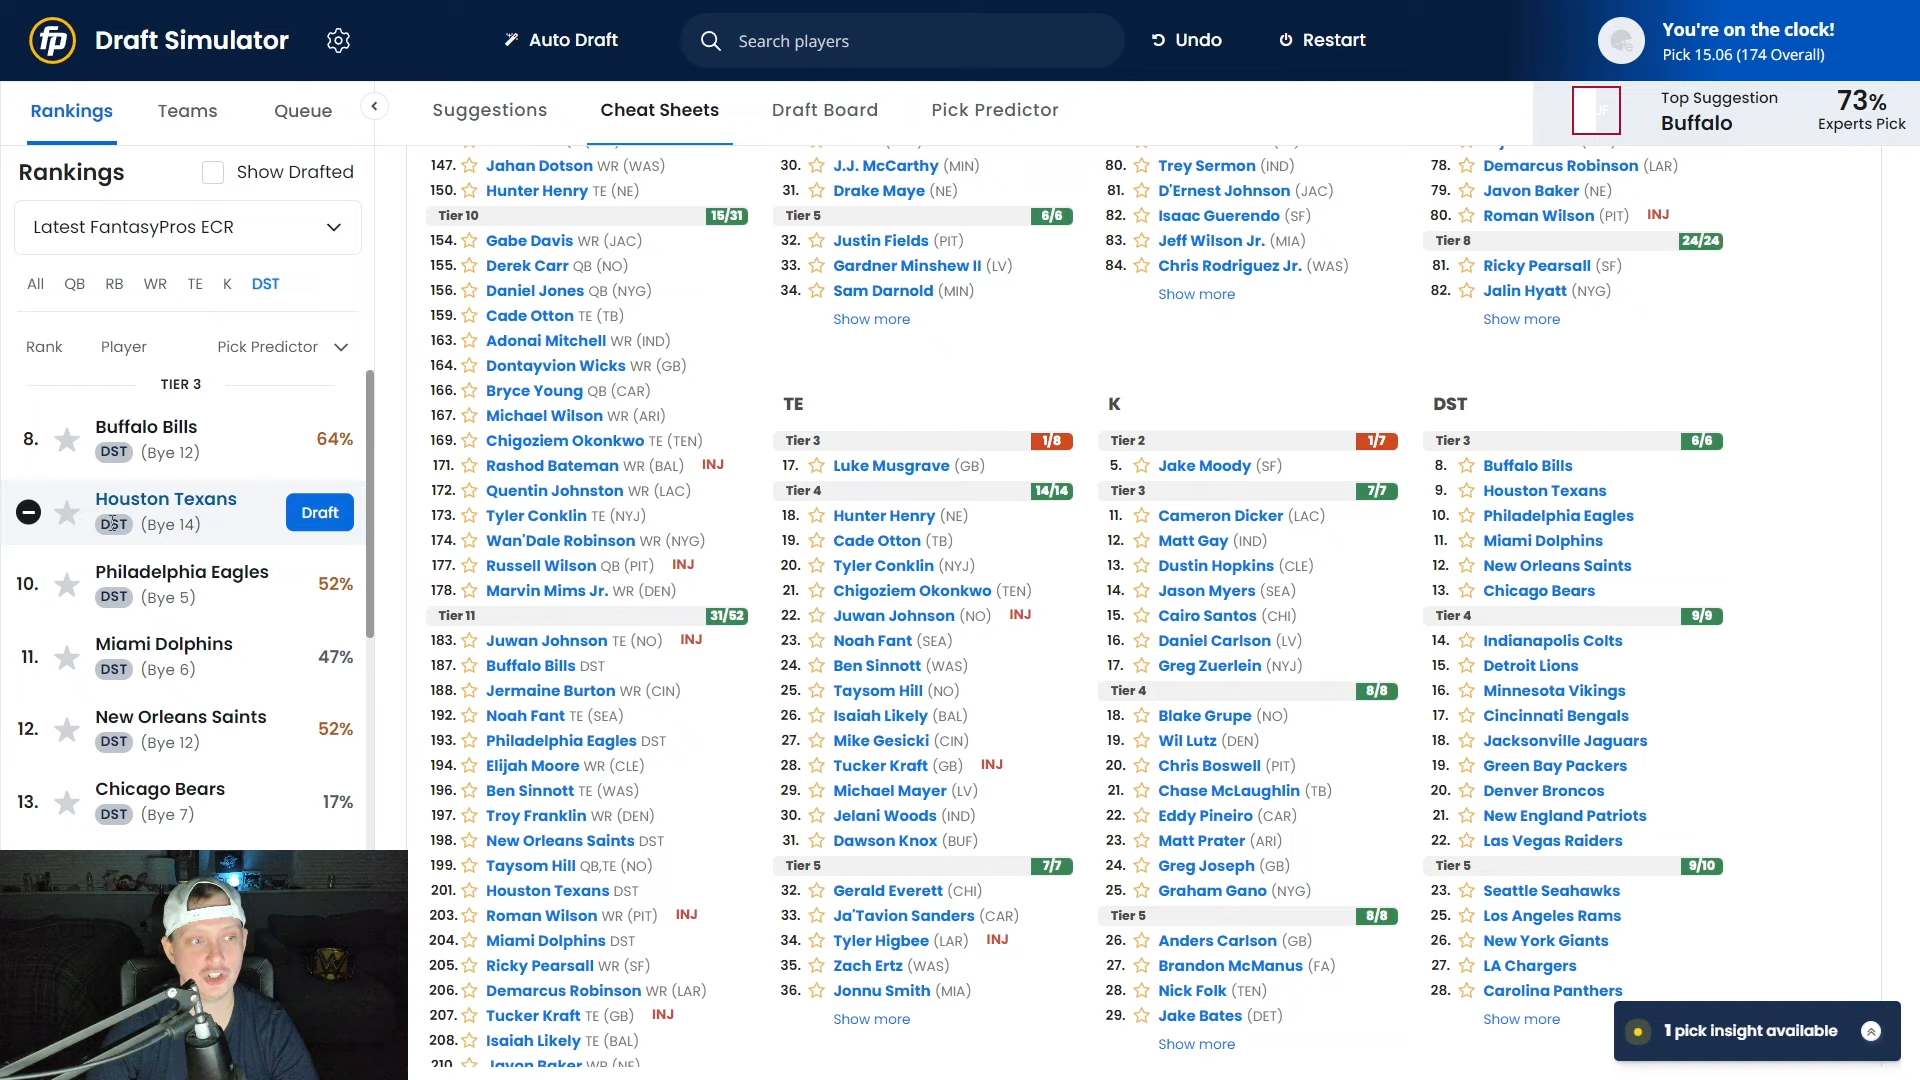 fp Draft Simulator
Auto Draft
Search players
Undo
Restart
You're on the clock!
Pick 15.06 (174 Overall)
Rankings
Teams
Queue
Suggestions
Cheat Sheets
Draft Board
Pick Predictor
Top Suggestion
Buffalo
73%
Experts Pick
Rankings
Show Drafted
Latest FantasyPros ECR
All QB RB WR TE K DST
Rank Player Pick Predictor
TIER 3
8. Buffalo Bills 64%
DST (Bye 12)
Houston Texans Draft
DST (Bye 14)
10. Philadelphia Eagles 52%
DST (Bye 5)
11. Miami Dolphins 47%
DST (Bye 6)
12. New Orleans Saints 52%
DST (Bye 12)
13. Chicago Bears 17%
DST (Bye 7)
147. Jahan Dotson WR (WAS)
150. Hunter Henry TE (NE)
Tier 10 15/31
154. Gabe Davis WR (JAC)
155. Derek Carr QB (NO)
156. Daniel Jones QB (NYG)
159. Cade Otton TE (TB)
163. Adonai Mitchell WR (IND)
164. Dontayvion Wicks WR (GB)
166. Bryce Young QB (CAR)
167. Michael Wilson WR (ARI)
169. Chigoziem Okonkwo TE (TEN)
171. Rashod Bateman WR (BAL) INJ
172. Quentin Johnston WR (LAC)
173. Tyler Conklin TE (NYJ)
174. Wan'Dale Robinson WR (NYG)
177. Russell Wilson QB (PIT) INJ
178. Marvin Mims Jr. WR (DEN)
Tier 11 31/52
183. Juwan Johnson TE (NO) INJ
187. Buffalo Bills DST
188. Jermaine Burton WR (CIN)
192. Noah Fant TE (SEA)
193. Philadelphia Eagles DST
194. Elijah Moore WR (CLE)
196. Ben Sinnott TE (WAS)
197. Troy Franklin WR (DEN)
198. New Orleans Saints DST
199. Taysom Hill QB,TE (NO)
201. Houston Texans DST
203. Roman Wilson WR (PIT) INJ
204. Miami Dolphins DST
205. Ricky Pearsall WR (SF)
206. Demarcus Robinson WR (LAR)
207. Tucker Kraft TE (GB) INJ
208. Isaiah Likely TE (BAL)
210. Javon Baker WR (NE)
30. J.J. McCarthy (MIN)
31. Drake Maye (NE)
Tier 5 6/6
32. Justin Fields (PIT)
33. Gardner Minshew II (LV)
34. Sam Darnold (MIN)
Show more
TE
Tier 3 1/8
17. Luke Musgrave (GB)
Tier 4 14/14
18. Hunter Henry (NE)
19. Cade Otton (TB)
20. Tyler Conklin (NYJ)
21. Chigoziem Okonkwo (TEN)
22. Juwan Johnson (NO) INJ
23. Noah Fant (SEA)
24. Ben Sinnott (WAS)
25. Taysom Hill (NO)
26. Isaiah Likely (BAL)
27. Mike Gesicki (CIN)
28. Tucker Kraft (GB) INJ
29. Michael Mayer (LV)
30. Jelani Woods (IND)
31. Dawson Knox (BUF)
Tier 5 7/7
32. Gerald Everett (CHI)
33. Ja'Tavion Sanders (CAR)
34. Tyler Higbee (LAR) INJ
35. Zach Ertz (WAS)
36. Jonnu Smith (MIA)
Show more
80. Trey Sermon (IND)
81. D'Ernest Johnson (JAC)
82. Isaac Guerendo (SF)
83. Jeff Wilson Jr. (MIA)
84. Chris Rodriguez Jr. (WAS)
Show more
K
Tier 2 1/7
5. Jake Moody (SF)
Tier 3 7/7
11. Cameron Dicker (LAC)
12. Matt Gay (IND)
13. Dustin Hopkins (CLE)
14. Jason Myers (SEA)
15. Cairo Santos (CHI)
16. Daniel Carlson (LV)
17. Greg Zuerlein (NYJ)
Tier 4 8/8
18. Blake Grupe (NO)
19. Wil Lutz (DEN)
20. Chris Boswell (PIT)
21. Chase McLaughlin (TB)
22. Eddy Pineiro (CAR)
23. Matt Prater (ARI)
24. Greg Joseph (GB)
25. Graham Gano (NYG)
Tier 5 8/8
26. Anders Carlson (GB)
27. Brandon McManus (FA)
28. Nick Folk (TEN)
29. Jake Bates (DET)
Show more
78. Demarcus Robinson (LAR)
79. Javon Baker (NE)
80. Roman Wilson (PIT) INJ
Tier 8 24/24
81. Ricky Pearsall (SF)
82. Jalin Hyatt (NYG)
Show more
DST
Tier 3 6/6
8. Buffalo Bills
9. Houston Texans
10. Philadelphia Eagles
11. Miami Dolphins
12. New Orleans Saints
13. Chicago Bears
Tier 4 9/9
14. Indianapolis Colts
15. Detroit Lions
16. Minnesota Vikings
17. Cincinnati Bengals
18. Jacksonville Jaguars
19. Green Bay Packers
20. Denver Broncos
21. New England Patriots
22. Las Vegas Raiders
Tier 5 9/10
23. Seattle Seahawks
25. Los Angeles Rams
26. New York Giants
27. LA Chargers
28. Carolina Panthers
Show more
1 pick insight available